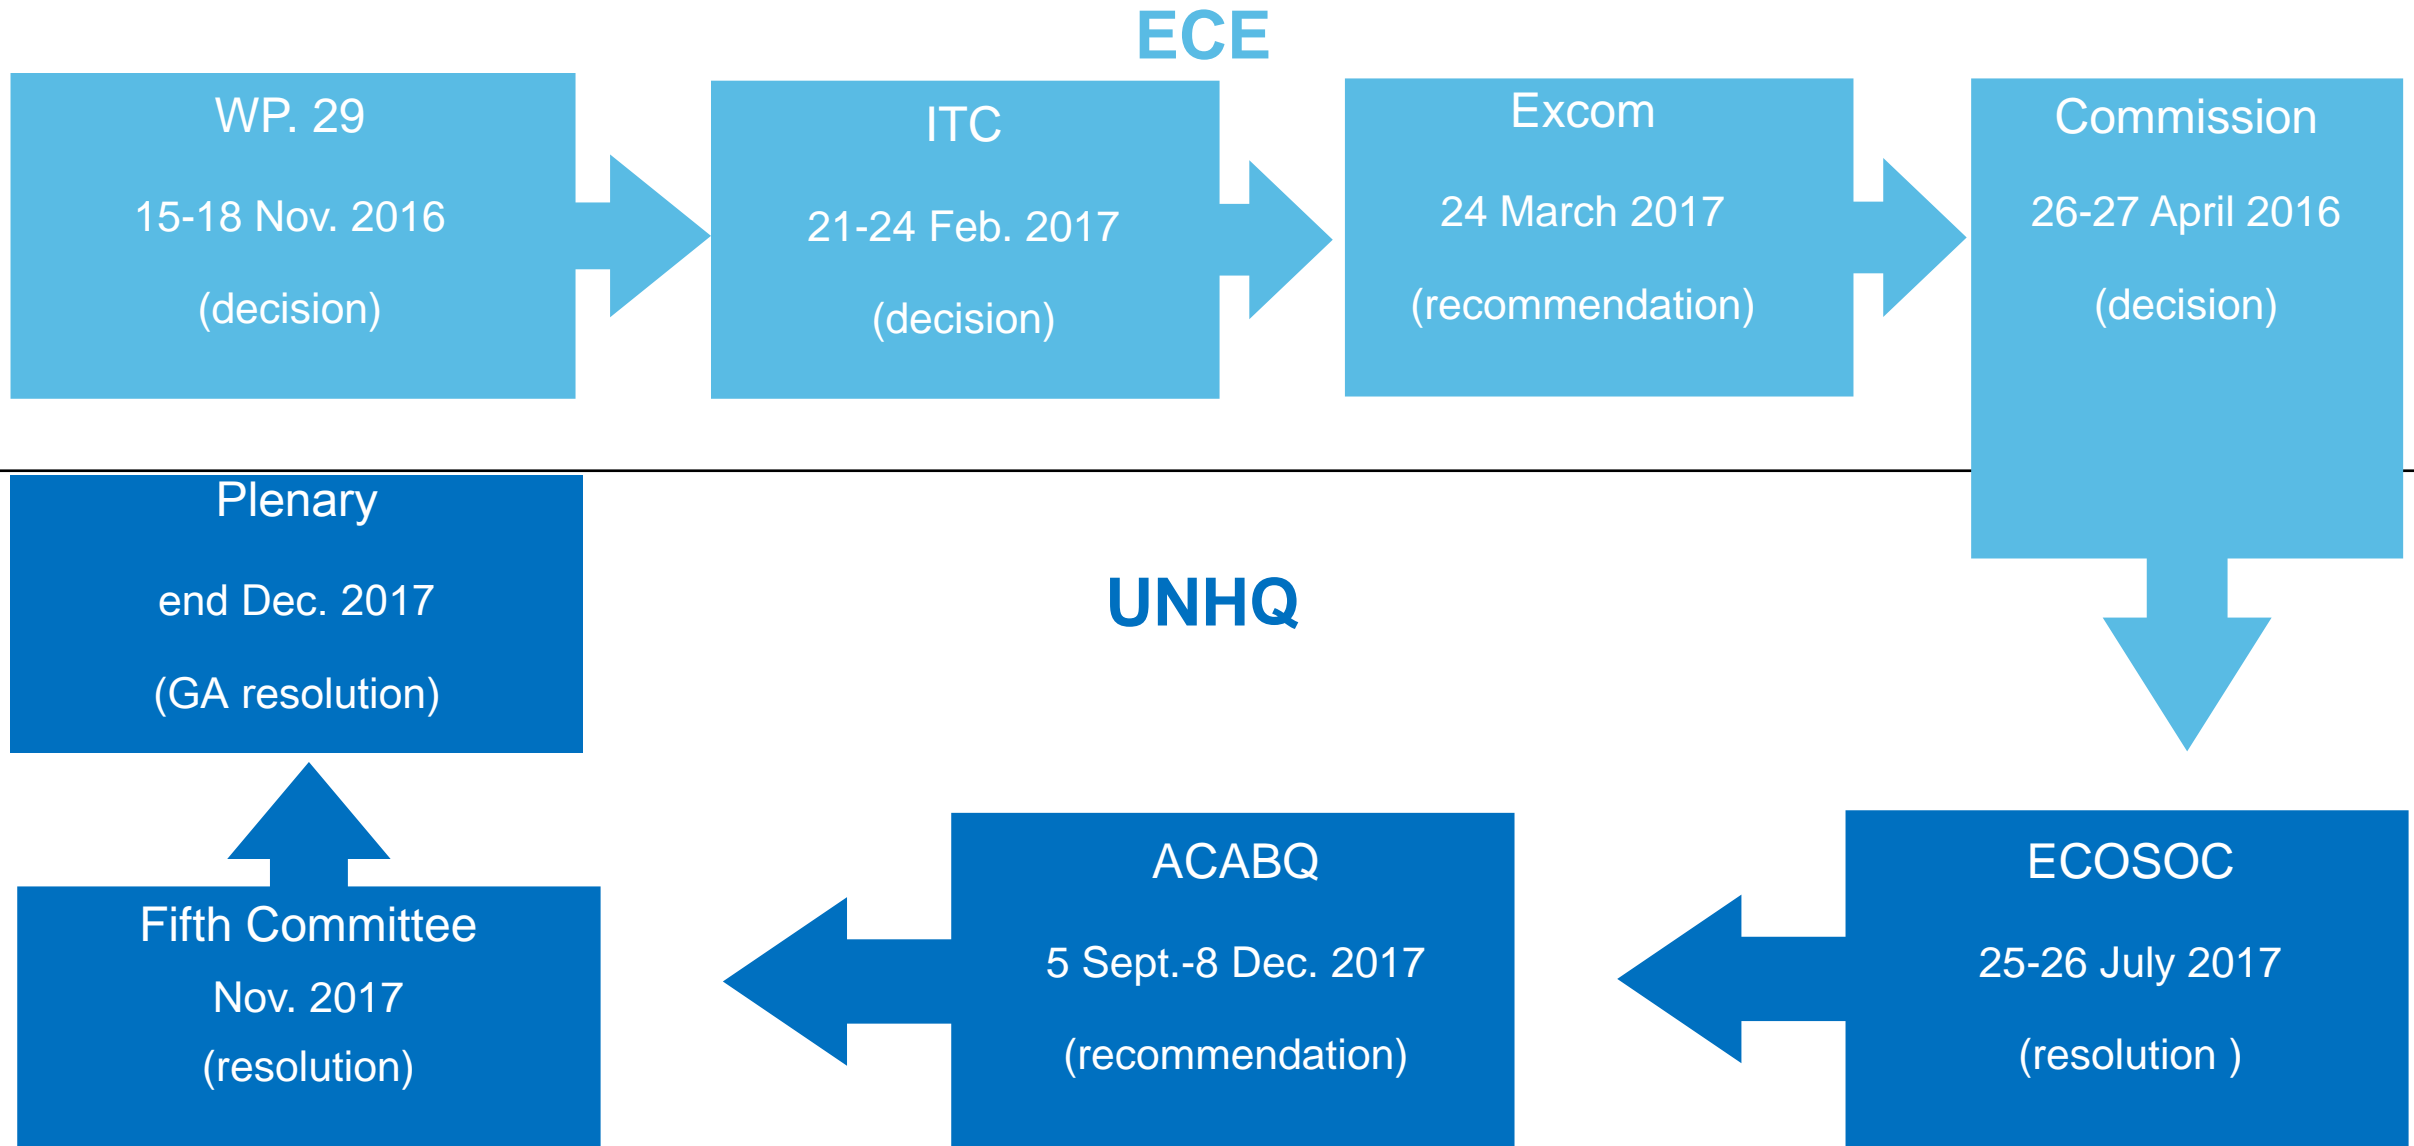 ECE
WP. 29
15-18 Nov. 2016
(decision)
ITC
21-24 Feb. 2017
(decision)
Excom
24 March 2017
(recommendation)
Commission
26-27 April 2016
(decision)
UNHQ
ECOSOC
25-26 July 2017
(resolution )
ACABQ
5 Sept.-8 Dec. 2017
(recommendation)
Fifth Committee
Nov. 2017
(resolution)
Plenary
end Dec. 2017
(GA resolution)